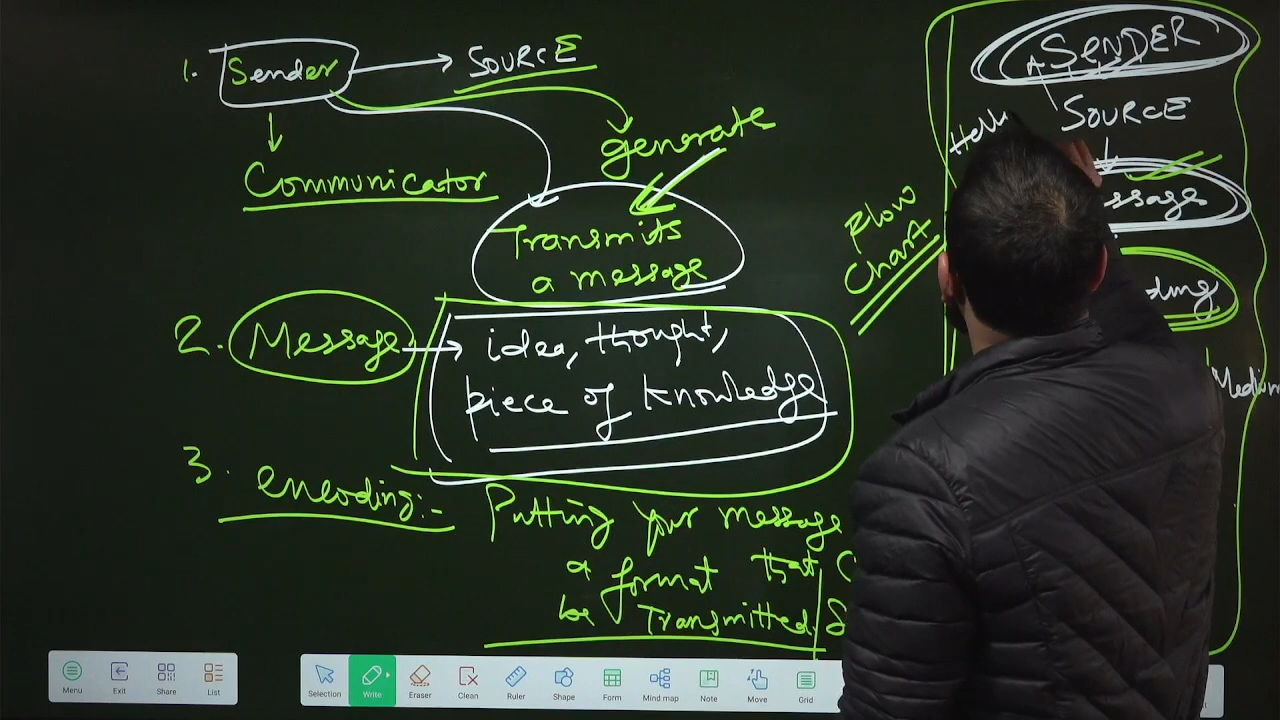 1. Sender → SOURCE
generate
Communicator
Transmits
a message
2. Message → idea, thought,
piece of knowledge
3. encoding:-
Putting your message
a format that
be Transmitted
Flow
Chart
A SENDER
SOURCE
Medium
Menu
Exit
Share
List
Selection
Write
Eraser
Clean
Ruler
Shape
Form
Mind map
Note
Move
Grid